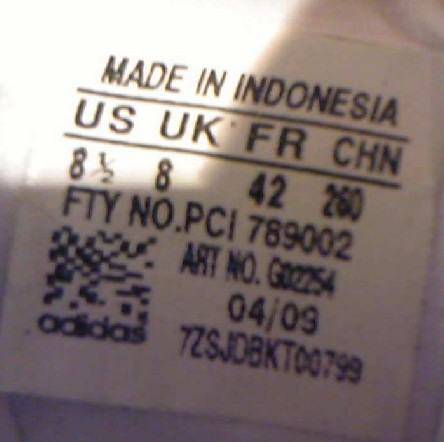 MADE IN INDONESIA
US UK FR CHN
8½ 8 42 260
FTY NO.PCI 789002
ART NO. G02254
04/09
adidas
7ZSJDBKT00799